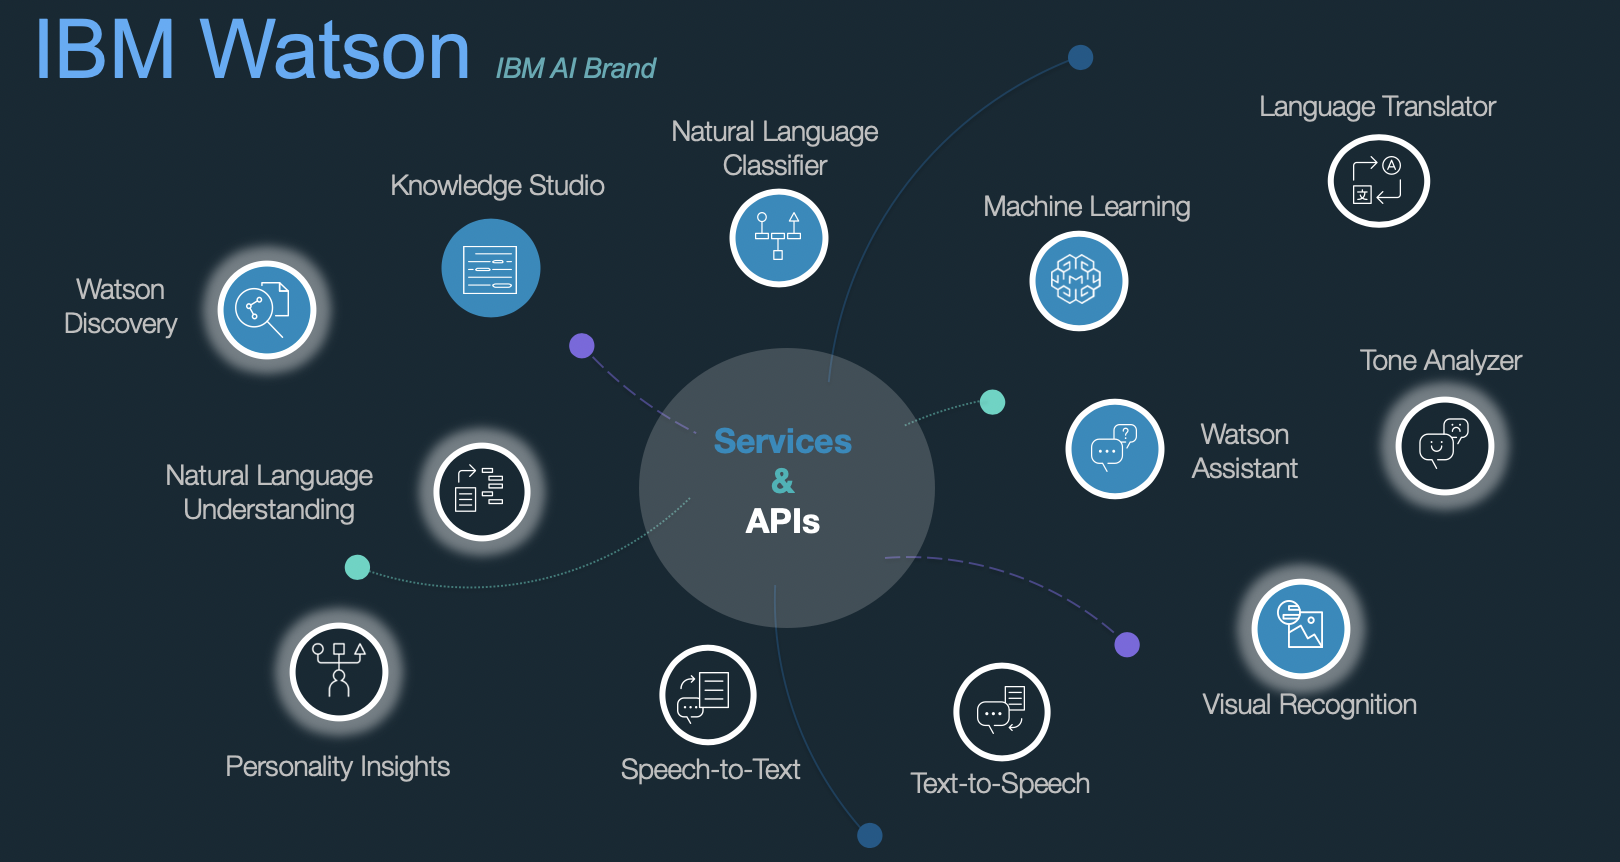 IBM Watson IBM AI Brand
Language Translator
Natural Language
Classifier
Knowledge Studio
Machine Learning
Watson
Discovery
Tone Analyzer
Services
&
APIs
Watson
Assistant
Natural Language
Understanding
Visual Recognition
Personality Insights
Speech-to-Text
Text-to-Speech
A
文
?